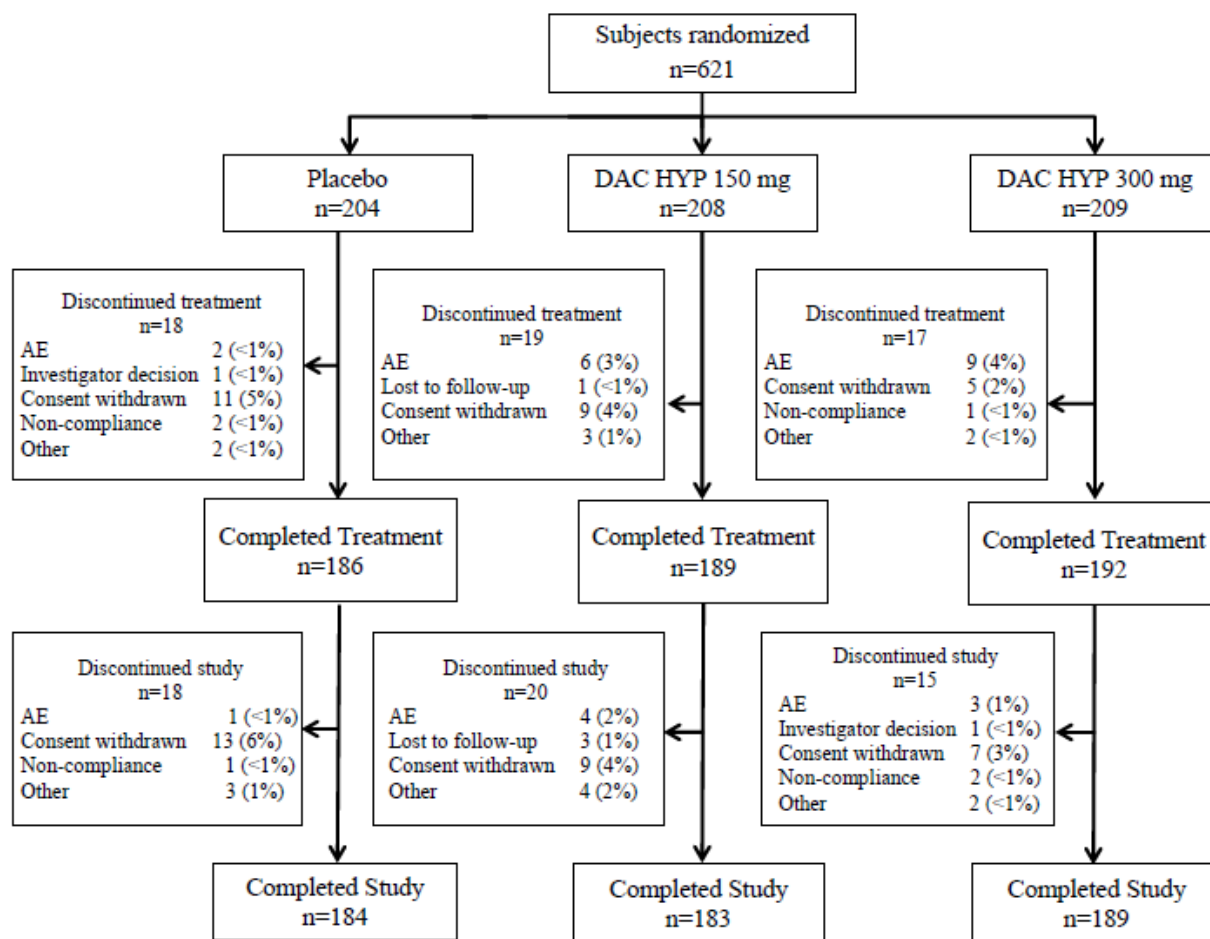 Subjects randomized
n=621
Placebo
n=204
DAC HYP 150 mg
n=208
DAC HYP 300 mg
n=209
Discontinued treatment
n=18
AE 2 (<1%)
Investigator decision 1 (<1%)
Consent withdrawn 11 (5%)
Non-compliance 2 (<1%)
Other 2 (<1%)
Discontinued treatment
n=19
AE 6 (3%)
Lost to follow-up 1 (<1%)
Consent withdrawn 9 (4%)
Other 3 (1%)
Discontinued treatment
n=17
AE 9 (4%)
Consent withdrawn 5 (2%)
Non-compliance 1 (<1%)
Other 2 (<1%)
Completed Treatment
n=186
Completed Treatment
n=189
Completed Treatment
n=192
Discontinued study
n=18
AE 1 (<1%)
Consent withdrawn 13 (6%)
Non-compliance 1 (<1%)
Other 3 (1%)
Discontinued study
n=20
AE 4 (2%)
Lost to follow-up 3 (1%)
Consent withdrawn 9 (4%)
Other 4 (2%)
Discontinued study
n=15
AE 3 (1%)
Investigator decision 1 (<1%)
Consent withdrawn 7 (3%)
Non-compliance 2 (<1%)
Other 2 (<1%)
Completed Study
n=184
Completed Study
n=183
Completed Study
n=189